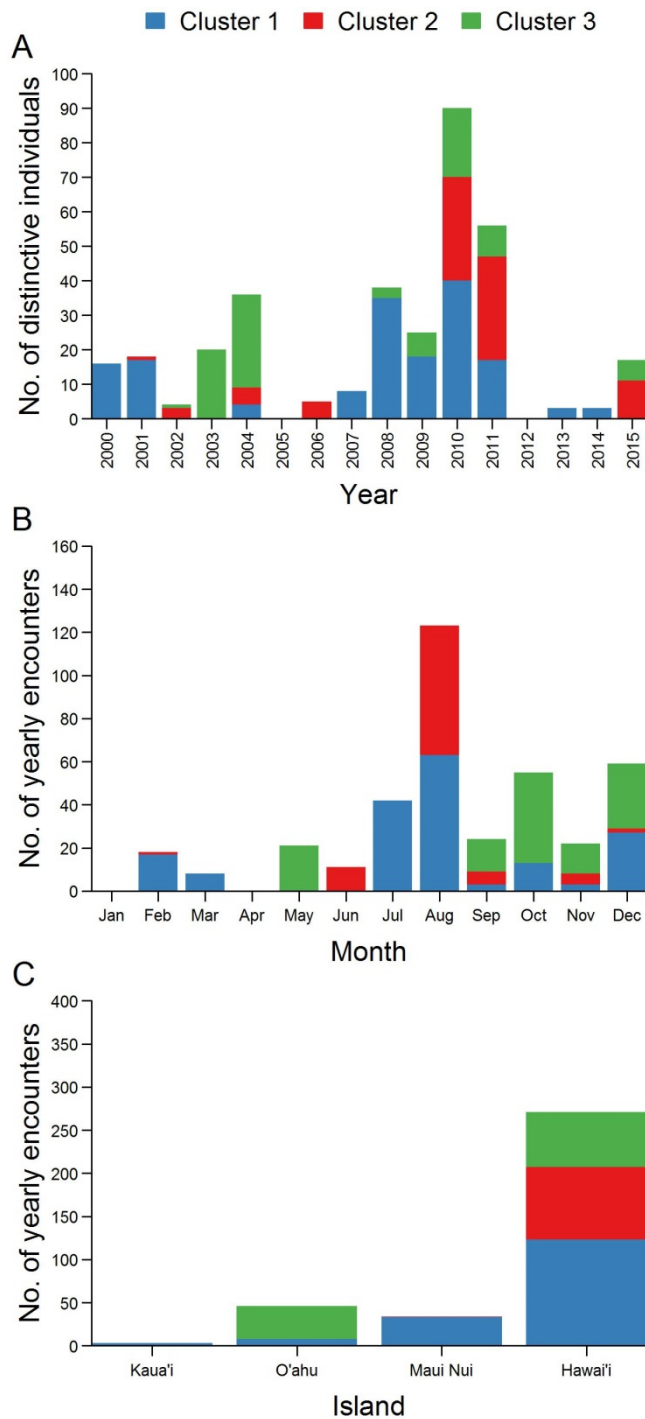 Cluster 1 Cluster 2 Cluster 3
A
No. of distinctive individuals
100
90
80
70
60
50
40
30
20
10
0
2000 2001 2002 2003 2004 2005 2006 2007 2008 2009 2010 2011 2012 2013 2014 2015
Year
B
No. of yearly encounters
160
140
120
100
80
60
40
20
0
Jan Feb Mar Apr May Jun Jul Aug Sep Oct Nov Dec
Month
C
No. of yearly encounters
400
350
300
250
200
150
100
50
0
Kaua'i O'ahu Maui Nui Hawai'i
Island